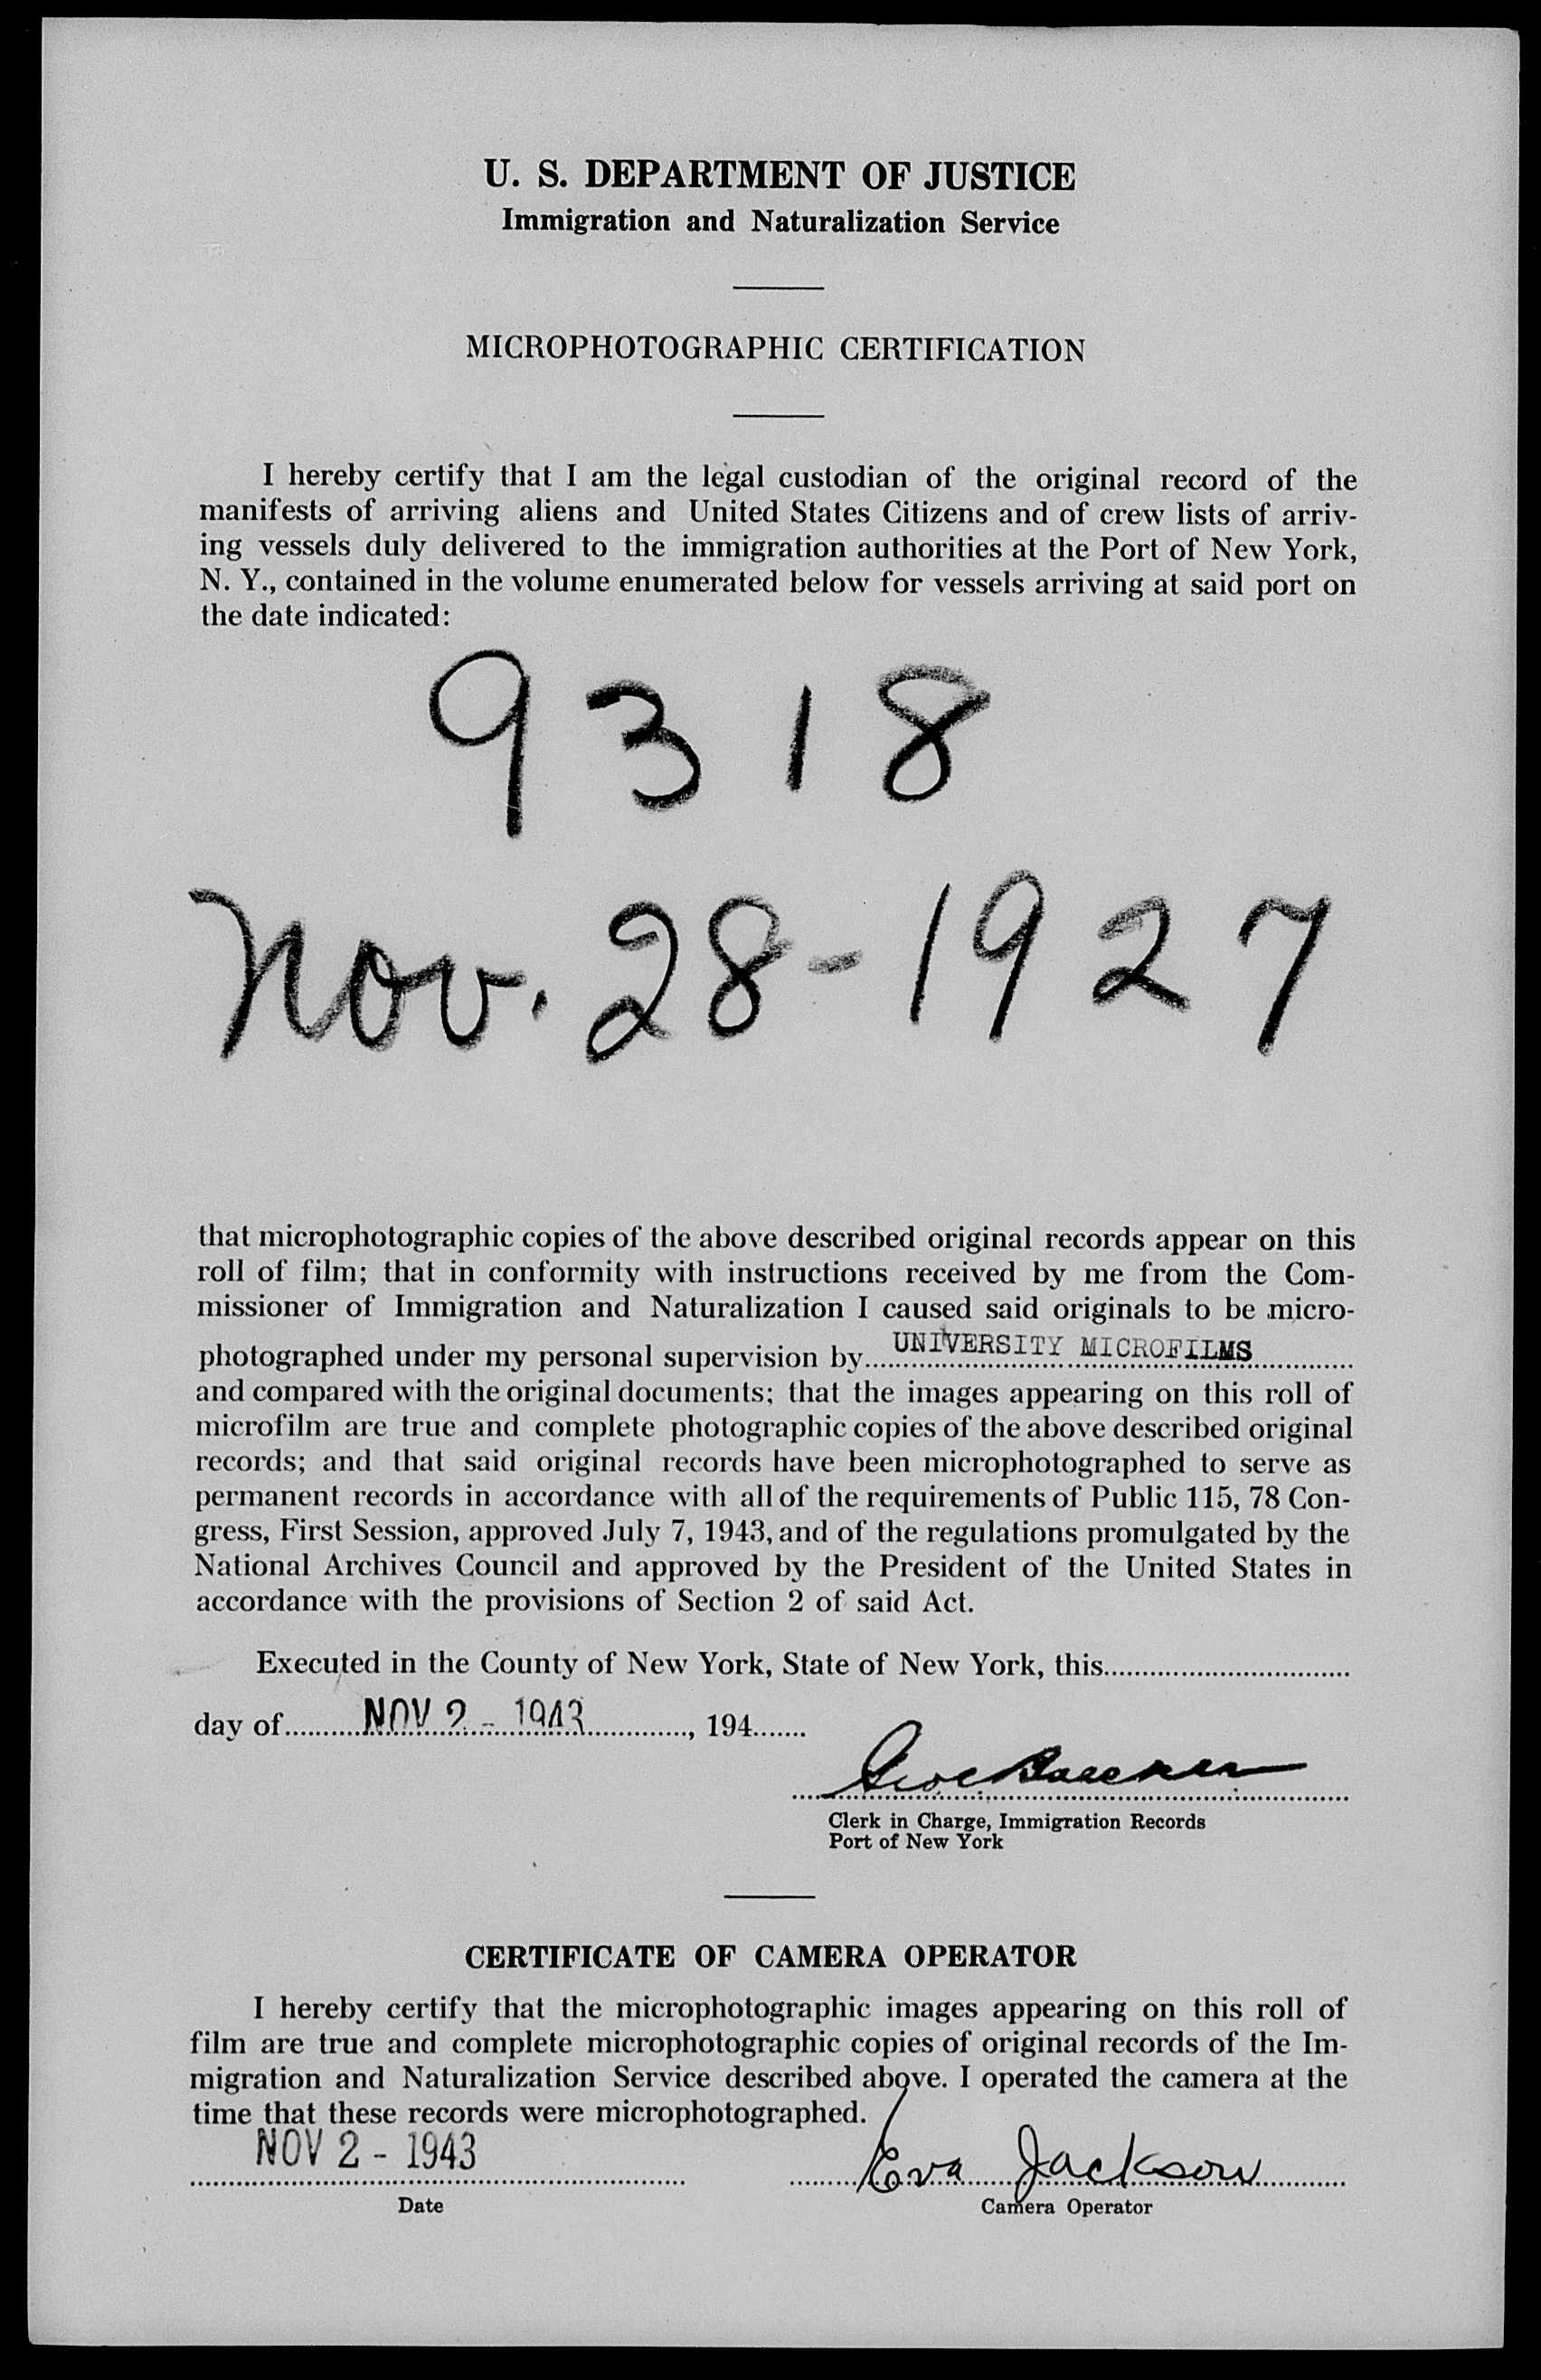 U. S. DEPARTMENT OF JUSTICE
Immigration and Naturalization Service
MICROPHOTOGRAPHIC CERTIFICATION
I hereby certify that I am the legal custodian of the original record of the
manifests of arriving aliens and United States Citizens and of crew lists of arriv-
ing vessels duly delivered to the immigration authorities at the Port of New York,
N. Y., contained in the volume enumerated below for vessels arriving at said port on
the date indicated:
9318
Nov. 28-1927
that microphotographic copies of the above described original records appear on this
roll of film; that in conformity with instructions received by me from the Com-
missioner of Immigration and Naturalization I caused said originals to be micro-
photographed under my personal supervision by UNIVERSITY MICROFILMS
and compared with the original documents; that the images appearing on this roll of
microfilm are true and complete photographic copies of the above described original
records; and that said original records have been microphotographed to serve as
permanent records in accordance with all of the requirements of Public 115, 78 Con-
gress, First Session, approved July 7, 1943, and of the regulations promulgated by the
National Archives Council and approved by the President of the United States in
accordance with the provisions of Section 2 of said Act.
Executed in the County of New York, State of New York, this
day of NOV 2 - 1943, 194
Clerk in Charge, Immigration Records
Port of New York
CERTIFICATE OF CAMERA OPERATOR
I hereby certify that the microphotographic images appearing on this roll of
film are true and complete microphotographic copies of original records of the Im-
migration and Naturalization Service described above. I operated the camera at the
time that these records were microphotographed.
NOV 2 - 1943 Eva Jackson
Date Camera Operator